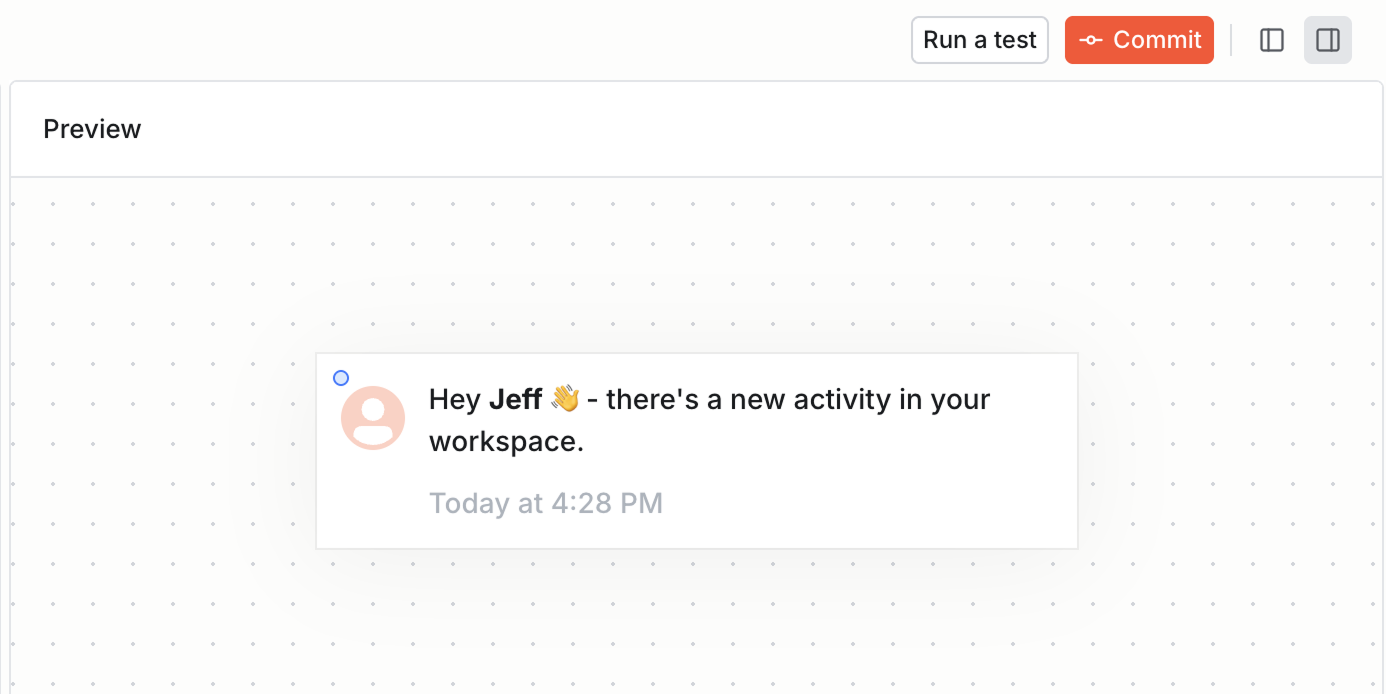 Run a test
Commit
Preview
Hey Jeff 👋 - there's a new activity in your
workspace.
Today at 4:28 PM